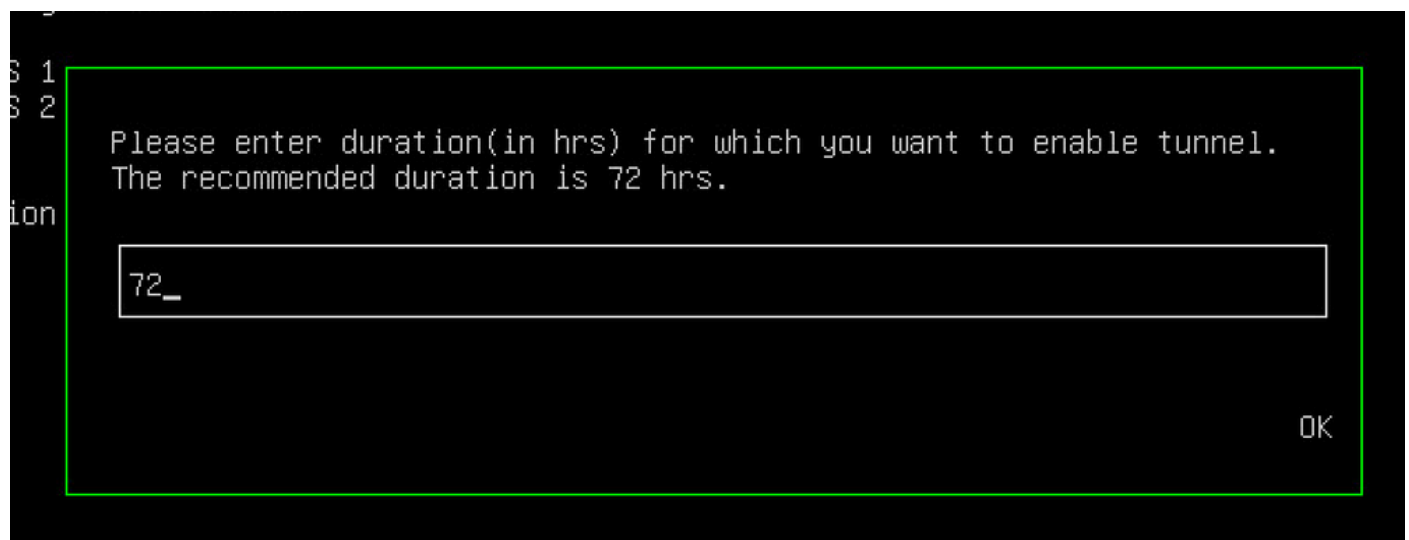 S 1
S 2
Please enter duration(in hrs) for which you want to enable tunnel.
The recommended duration is 72 hrs.
ion
72_
OK